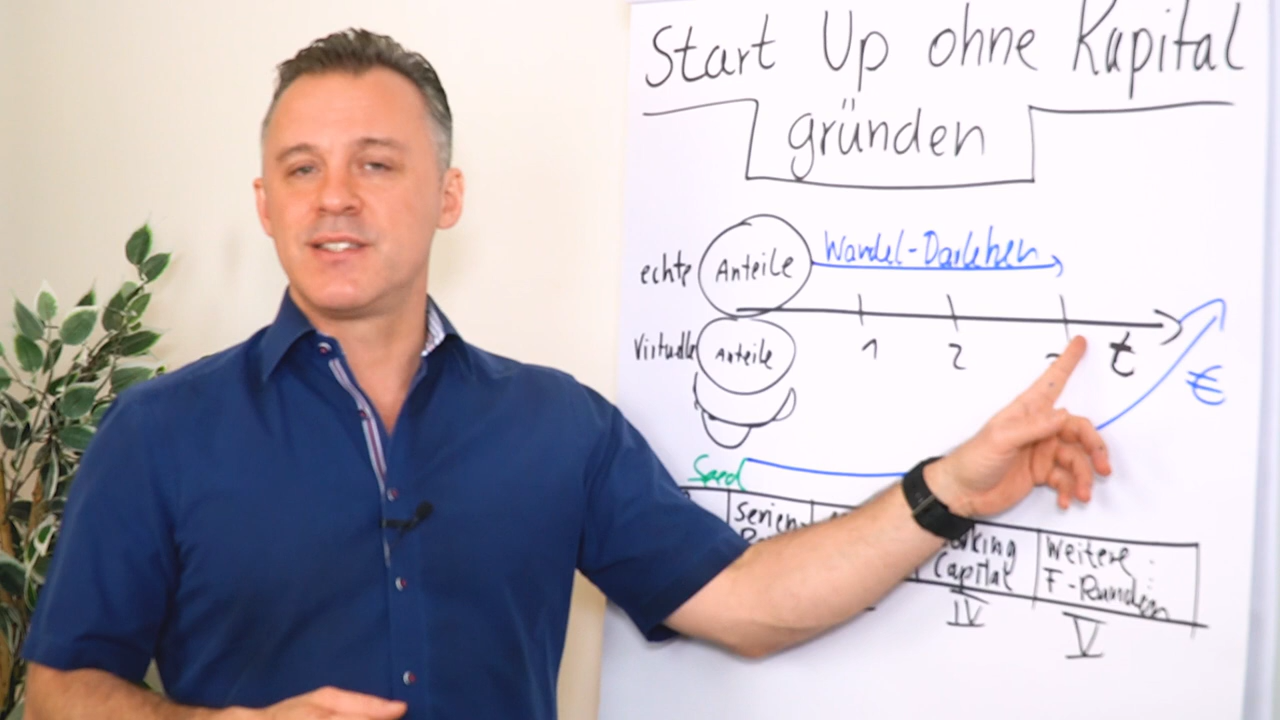 Start Up ohne Kapital
gründen
echte Anteile Wandel-Darlehen
Virtuelle Anteile 1 2 t
€
Seed
Serien-
Working Capital
Weitere F-Runden
IV
V